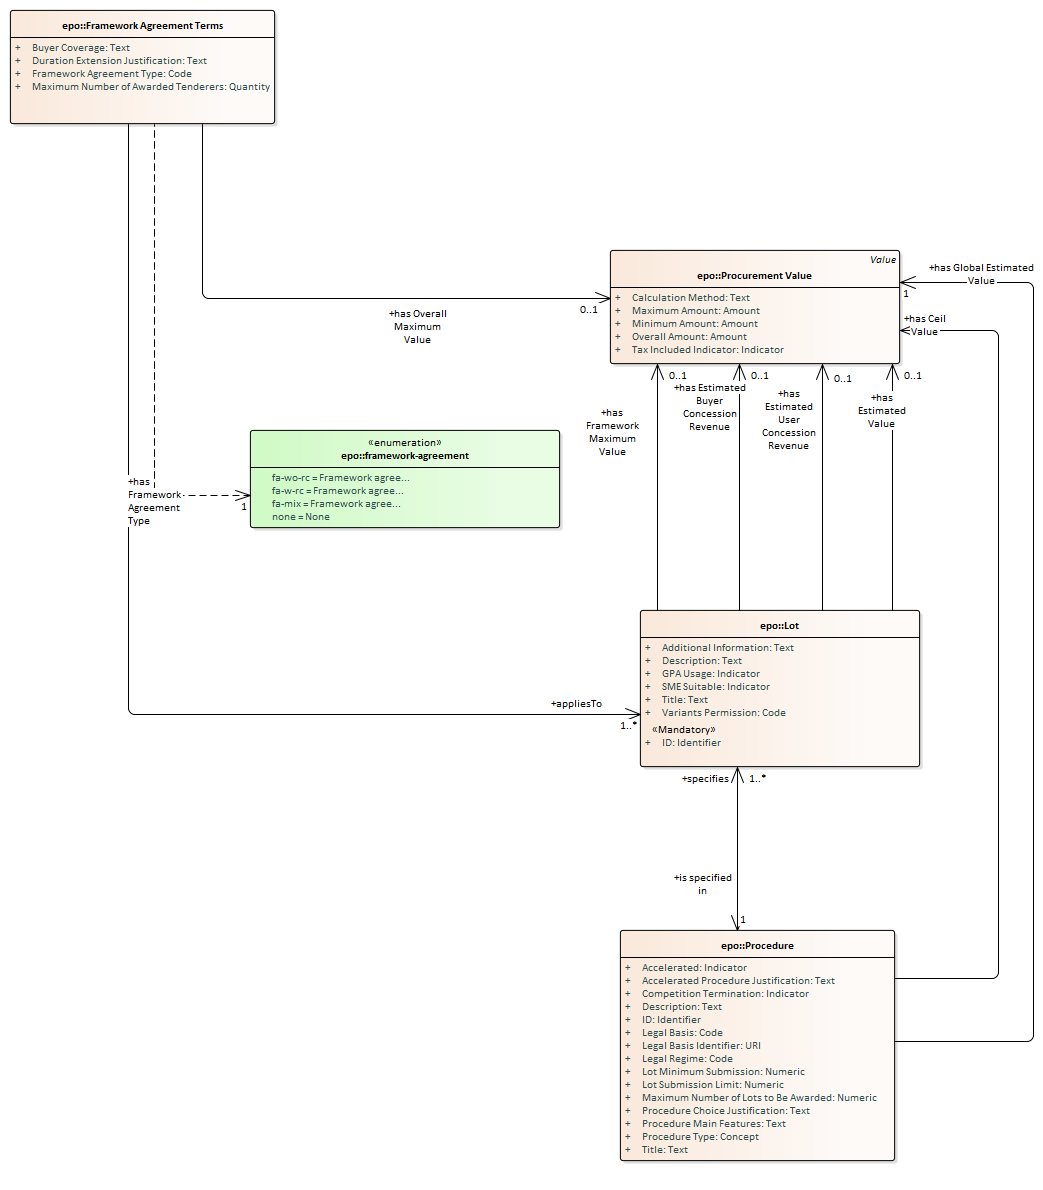 epo::Framework Agreement Terms
+ Buyer Coverage: Text
+ Duration Extension Justification: Text
+ Framework Agreement Type: Code
+ Maximum Number of Awarded Tenderers: Quantity
Value
epo::Procurement Value
+ Calculation Method: Text
+ Maximum Amount: Amount
+ Minimum Amount: Amount
+ Overall Amount: Amount
+ Tax Included Indicator: Indicator
+has Global Estimated
Value
1
+has Ceil
Value
+has Overall
Maximum
Value
0..1
0..1
+has
Framework
Maximum
Value
0..1
+has Estimated
Buyer
Concession
Revenue
0..1
+has
Estimated
User
Concession
Revenue
0..1
+has
Estimated
Value
«enumeration»
epo::framework-agreement
fa-wo-rc = Framework agree...
fa-w-rc = Framework agree...
fa-mix = Framework agree...
none = None
+has
Framework
Agreement
Type
1
epo::Lot
+ Additional Information: Text
+ Description: Text
+ GPA Usage: Indicator
+ SME Suitable: Indicator
+ Title: Text
+ Variants Permission: Code
«Mandatory»
+ ID: Identifier
+appliesTo
1..*
+specifies
1..*
+is specified
in
1
epo::Procedure
+ Accelerated: Indicator
+ Accelerated Procedure Justification: Text
+ Competition Termination: Indicator
+ Description: Text
+ ID: Identifier
+ Legal Basis: Code
+ Legal Basis Identifier: URI
+ Legal Regime: Code
+ Lot Minimum Submission: Numeric
+ Lot Submission Limit: Numeric
+ Maximum Number of Lots to Be Awarded: Numeric
+ Procedure Choice Justification: Text
+ Procedure Main Features: Text
+ Procedure Type: Concept
+ Title: Text